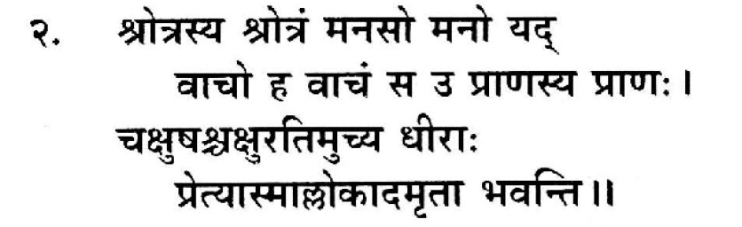 २. श्रोत्रस्य श्रोत्रं मनसो मनो यद्
वाचो ह वाचं स उ प्राणस्य प्राणः।
चक्षुषश्चक्षुरतिमुच्य धीराः
प्रेत्यास्माल्लोकादमृता भवन्ति॥